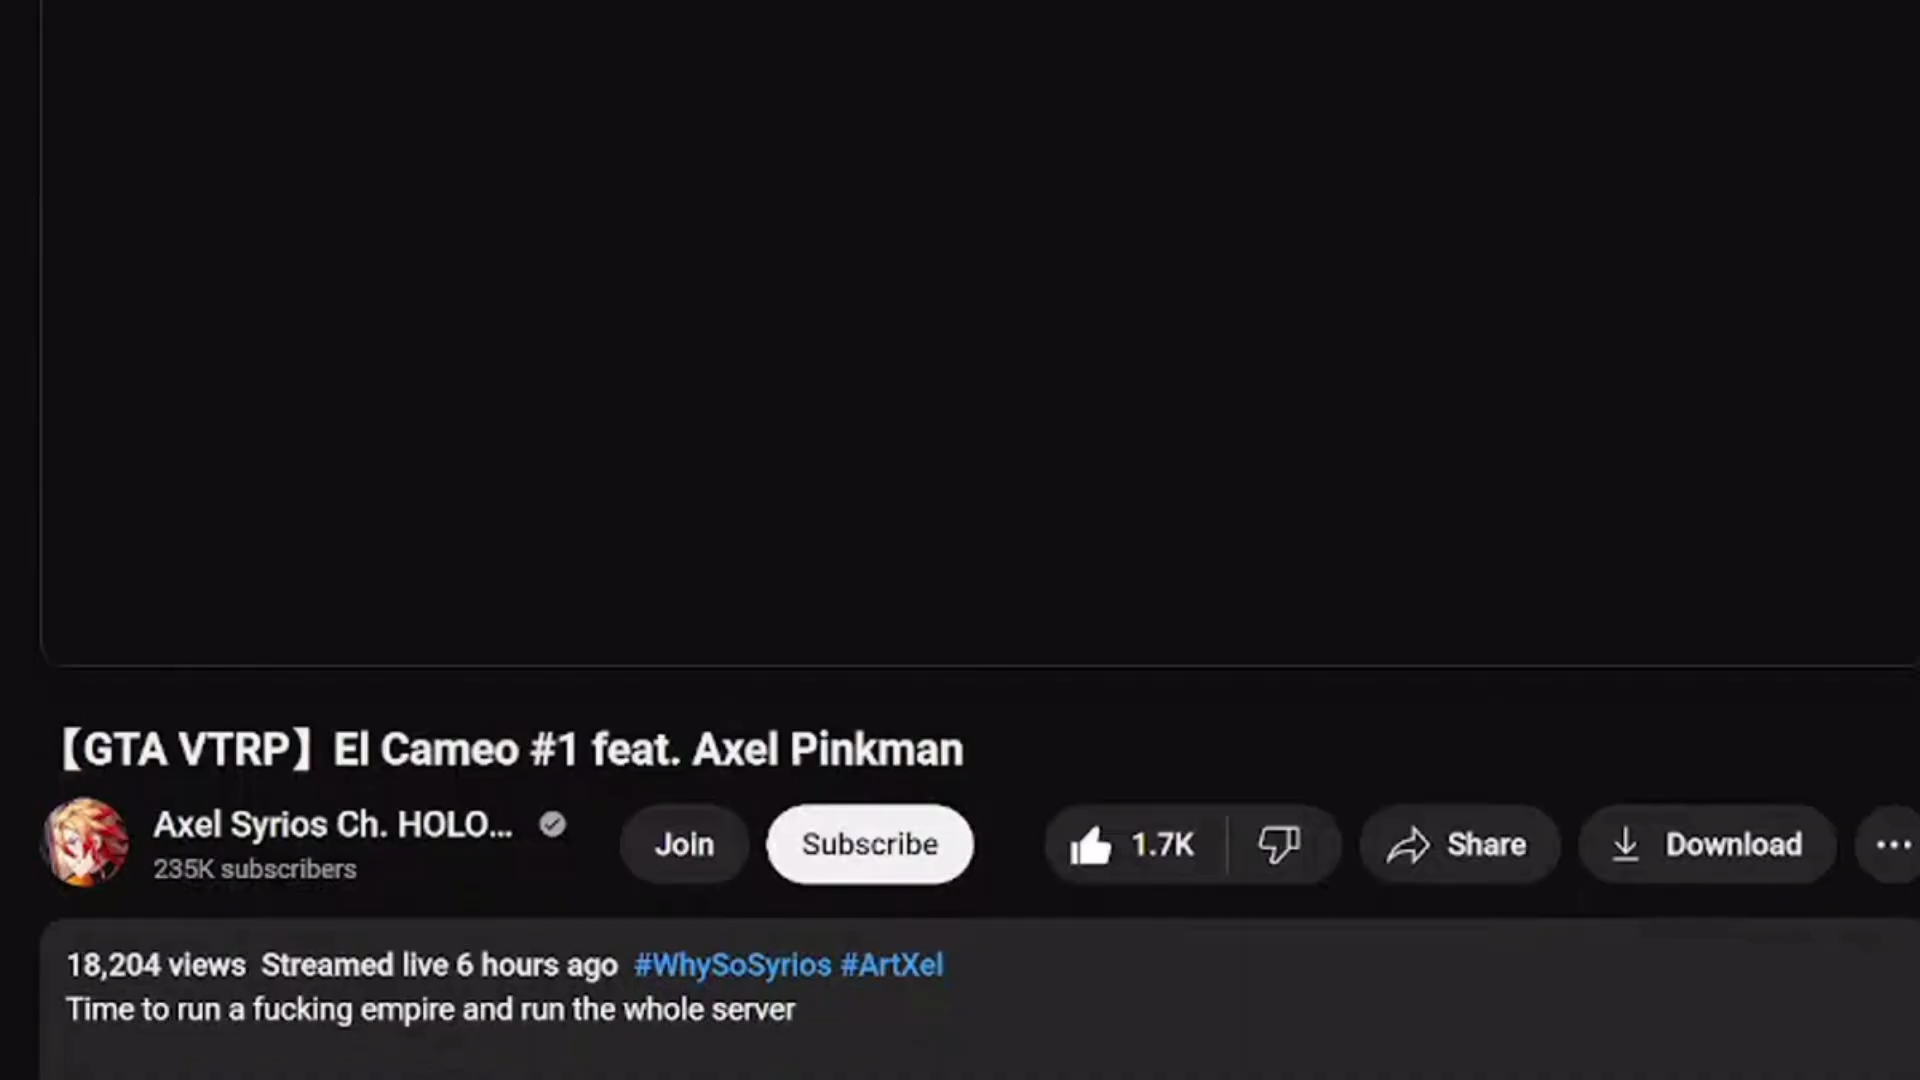 【GTA VTRP】El Cameo #1 feat. Axel Pinkman
Axel Syrios Ch. HOLO...
235K subscribers
Join
Subscribe
1.7K
Share
Download
18,204 views Streamed live 6 hours ago #WhySoSyrios #ArtXel
Time to run a fucking empire and run the whole server